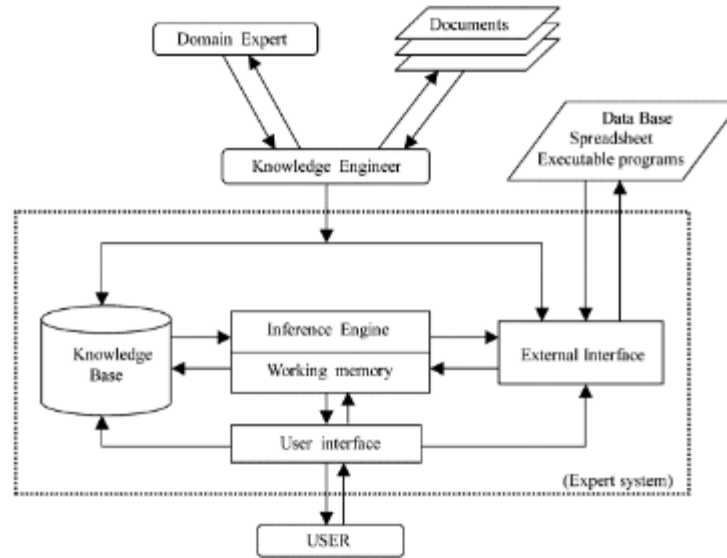 Domain Expert
Documents
Data Base
Spreadsheet
Executable programs
Knowledge Engineer
Inference Engine
Knowledge
Base
External Interface
Working memory
User interface
(Expert system)
USER